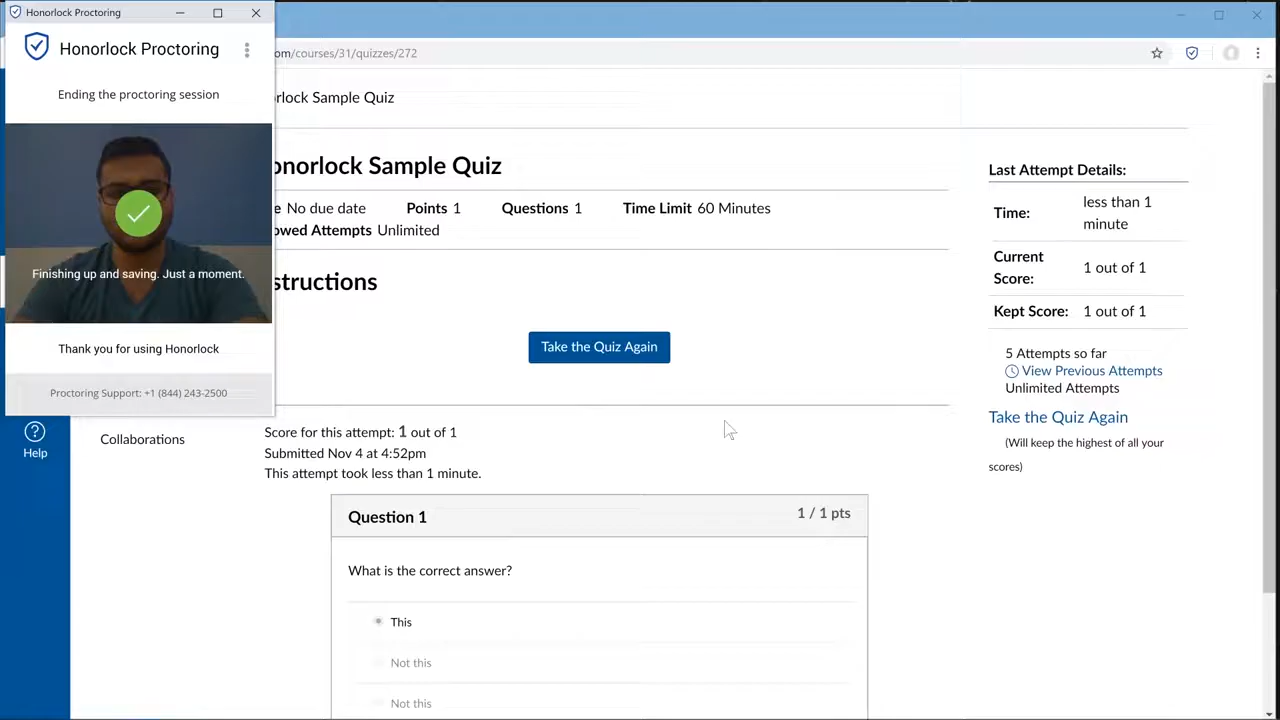 Honorlock Proctoring
Honorlock Proctoring
Ending the proctoring session
Finishing up and saving. Just a moment.
Thank you for using Honorlock
Proctoring Support: +1 (844) 243-2500
om/courses/31/quizzes/272
rlock Sample Quiz
onorlock Sample Quiz
e No due date Points 1 Questions 1 Time Limit 60 Minutes
owed Attempts Unlimited
structions
Take the Quiz Again
Help
Collaborations
Score for this attempt: 1 out of 1
Submitted Nov 4 at 4:52pm
This attempt took less than 1 minute.
Question 1 1 / 1 pts
What is the correct answer?
This
Not this
Not this
Last Attempt Details:
Time: less than 1
minute
Current
Score: 1 out of 1
Kept Score: 1 out of 1
5 Attempts so far
View Previous Attempts
Unlimited Attempts
Take the Quiz Again
(Will keep the highest of all your
scores)